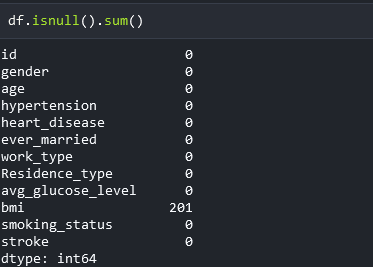 df.isnull().sum()
id 0
gender 0
age 0
hypertension 0
heart_disease 0
ever_married 0
work_type 0
Residence_type 0
avg_glucose_level 0
bmi 201
smoking_status 0
stroke 0
dtype: int64